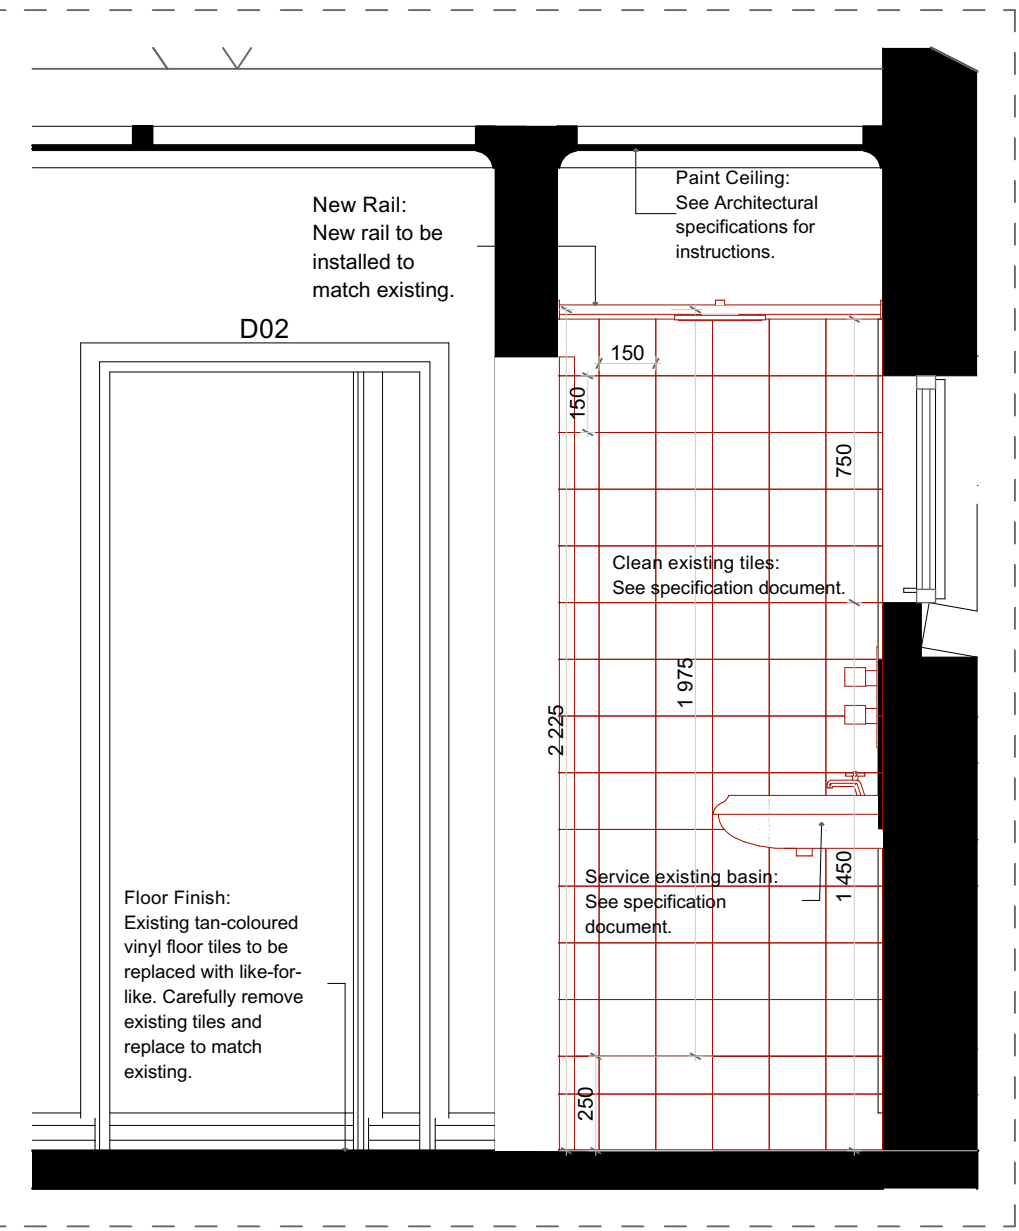 Paint Ceiling:
See Architectural
specifications for
instructions.
New Rail:
New rail to be
installed to
match existing.
D02
150
150
750
Clean existing tiles:
See specification document.
1 975
2 225
Service existing basin:
See specification
document.
1 450
Floor Finish:
Existing tan-coloured
vinyl floor tiles to be
replaced with like-for-
like. Carefully remove
existing tiles and
replace to match
existing.
250